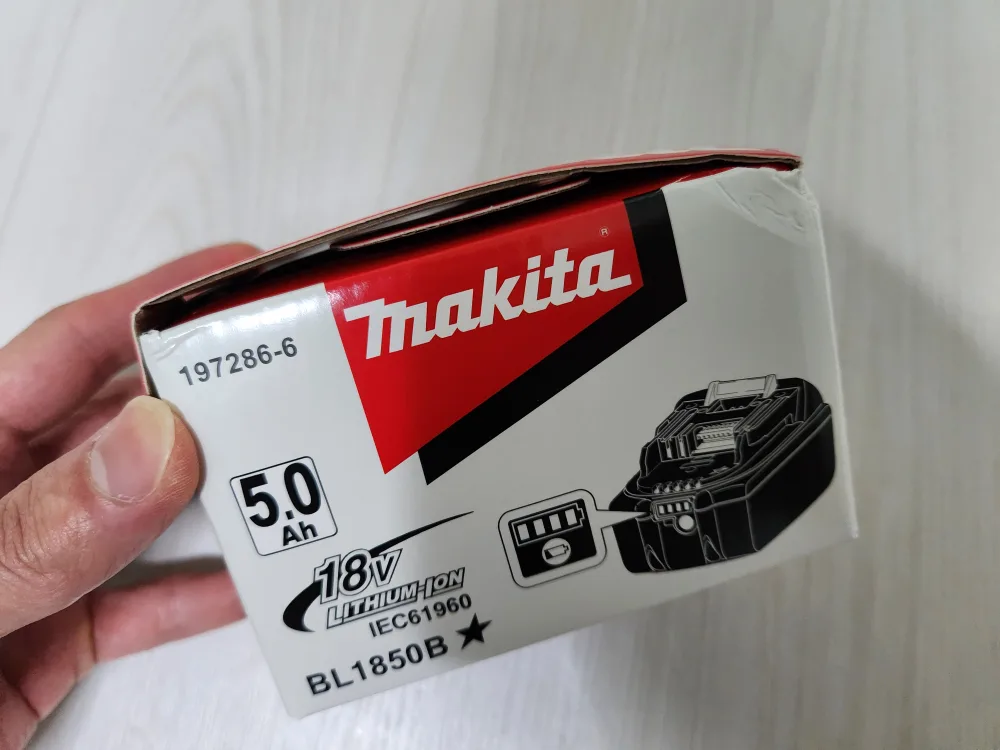 makita®
197286-6
5.0
Ah
18V
LITHIUM-ION
IEC61960
BL1850B★